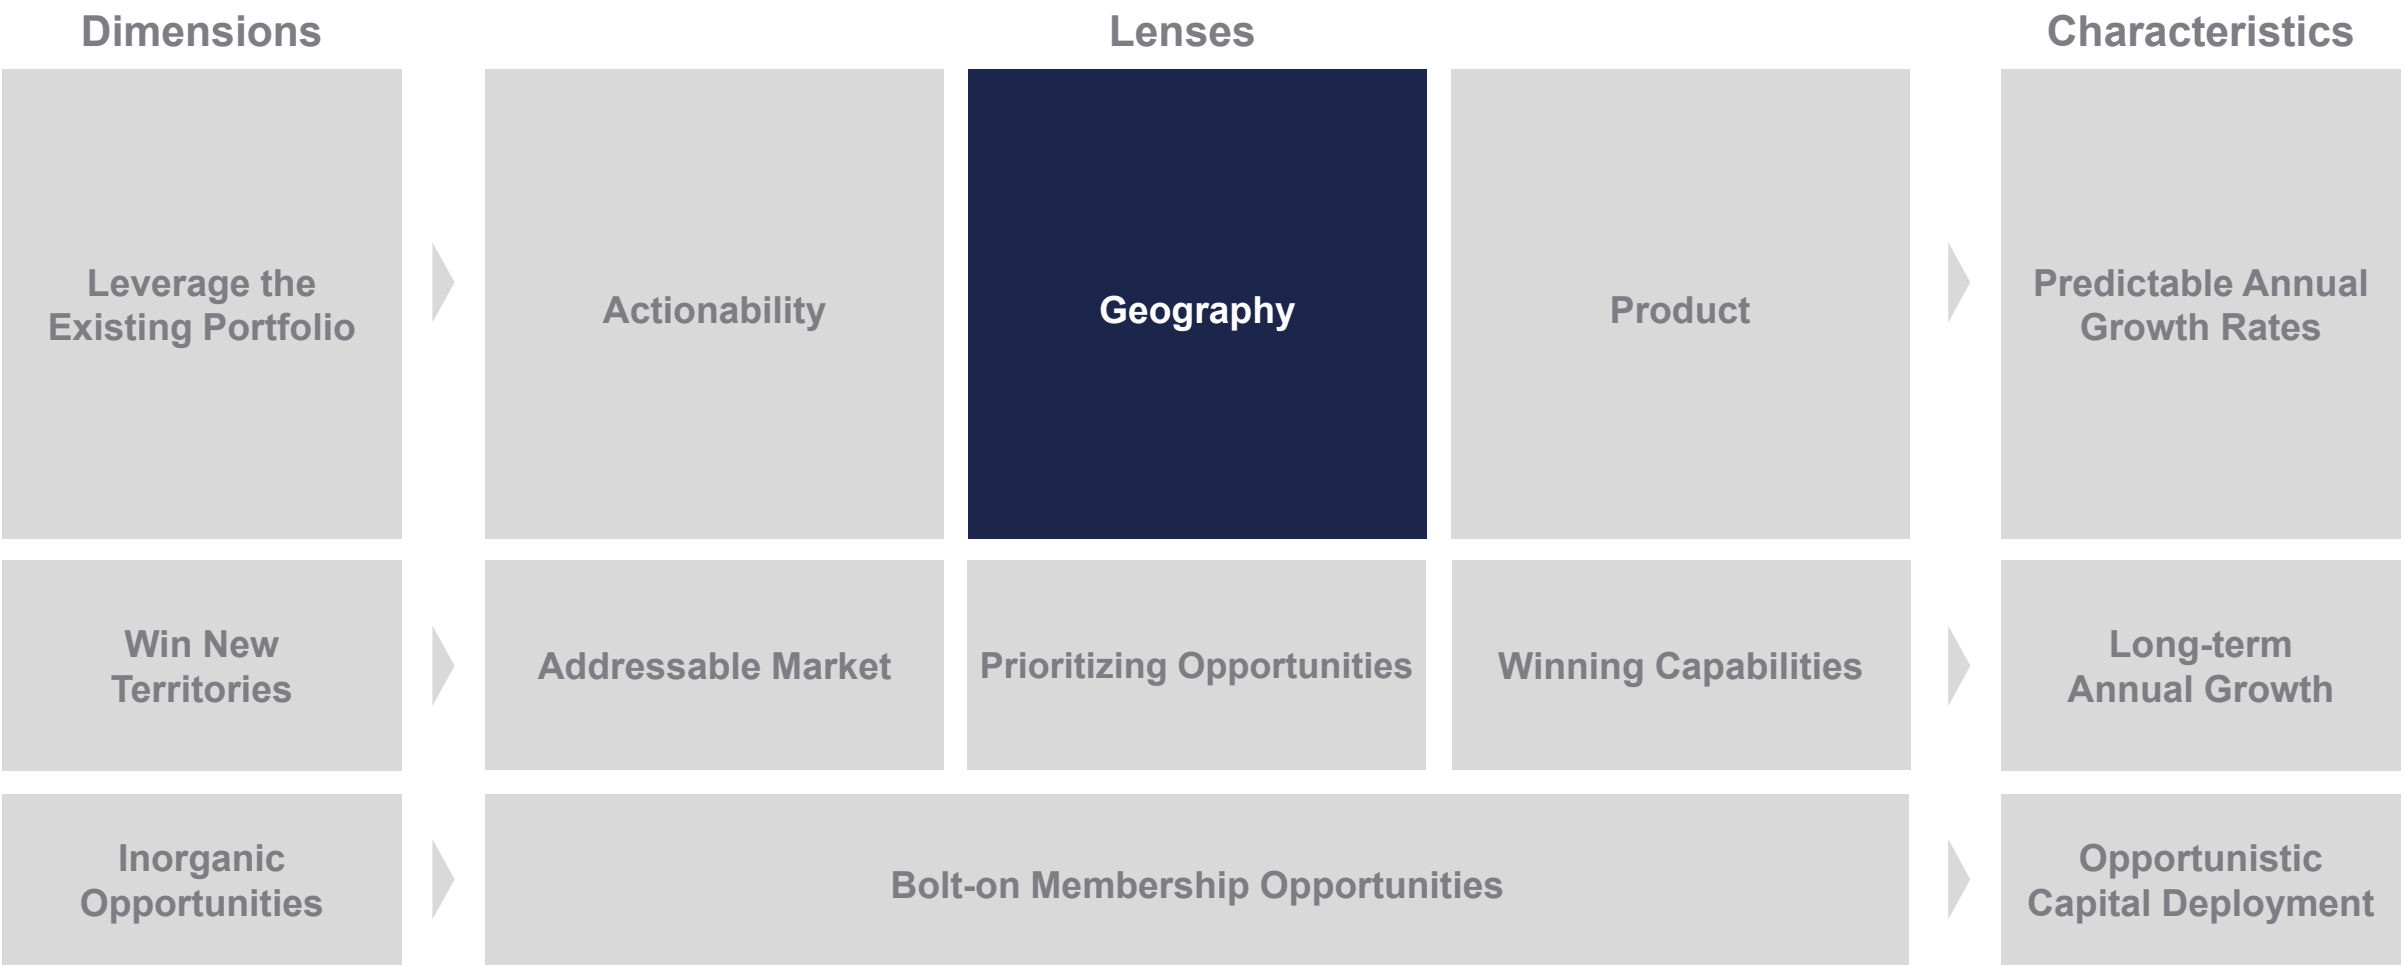 Dimensions
Lenses
Characteristics
Leverage the
Existing Portfolio
Actionability
Geography
Product
Predictable Annual
Growth Rates
Win New
Territories
Addressable Market
Prioritizing Opportunities
Winning Capabilities
Long-term
Annual Growth
Inorganic
Opportunities
Bolt-on Membership Opportunities
Opportunistic
Capital Deployment